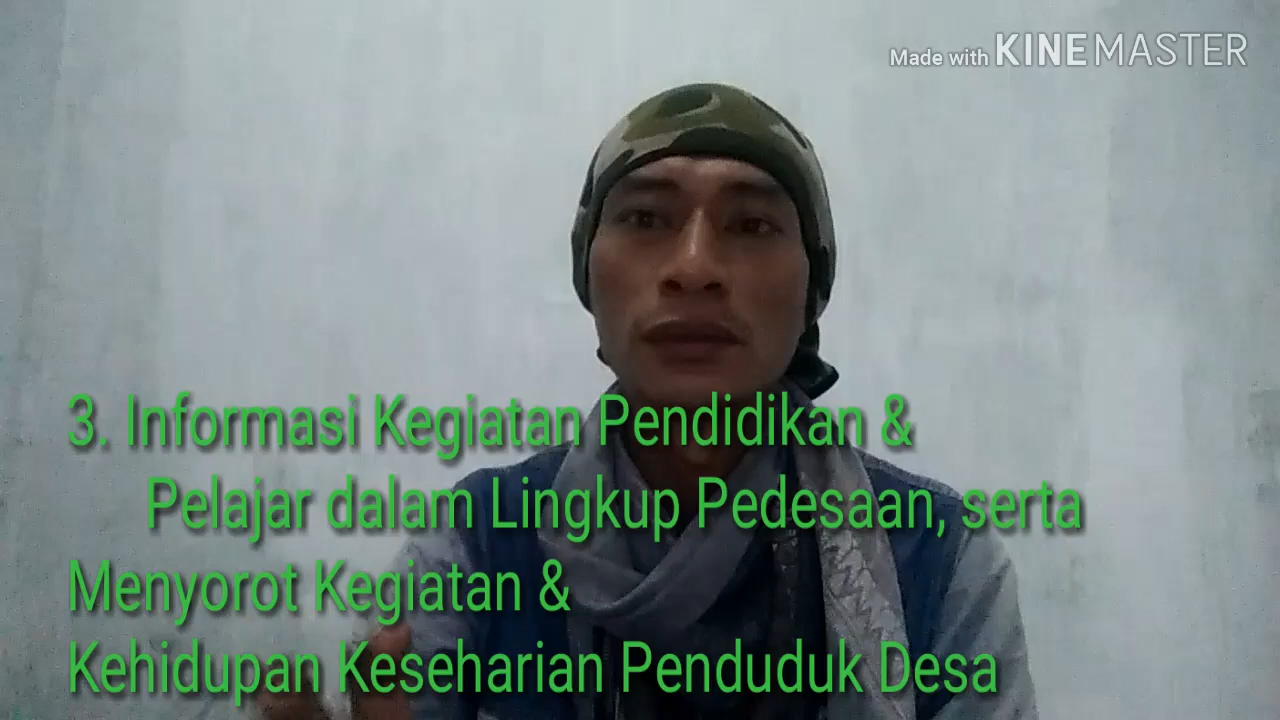 Made with KINEMASTER
3. Informasi Kegiatan Pendidikan &
Pelajar dalam Lingkup Pedesaan, serta
Menyorot Kegiatan &
Kehidupan Keseharian Penduduk Desa